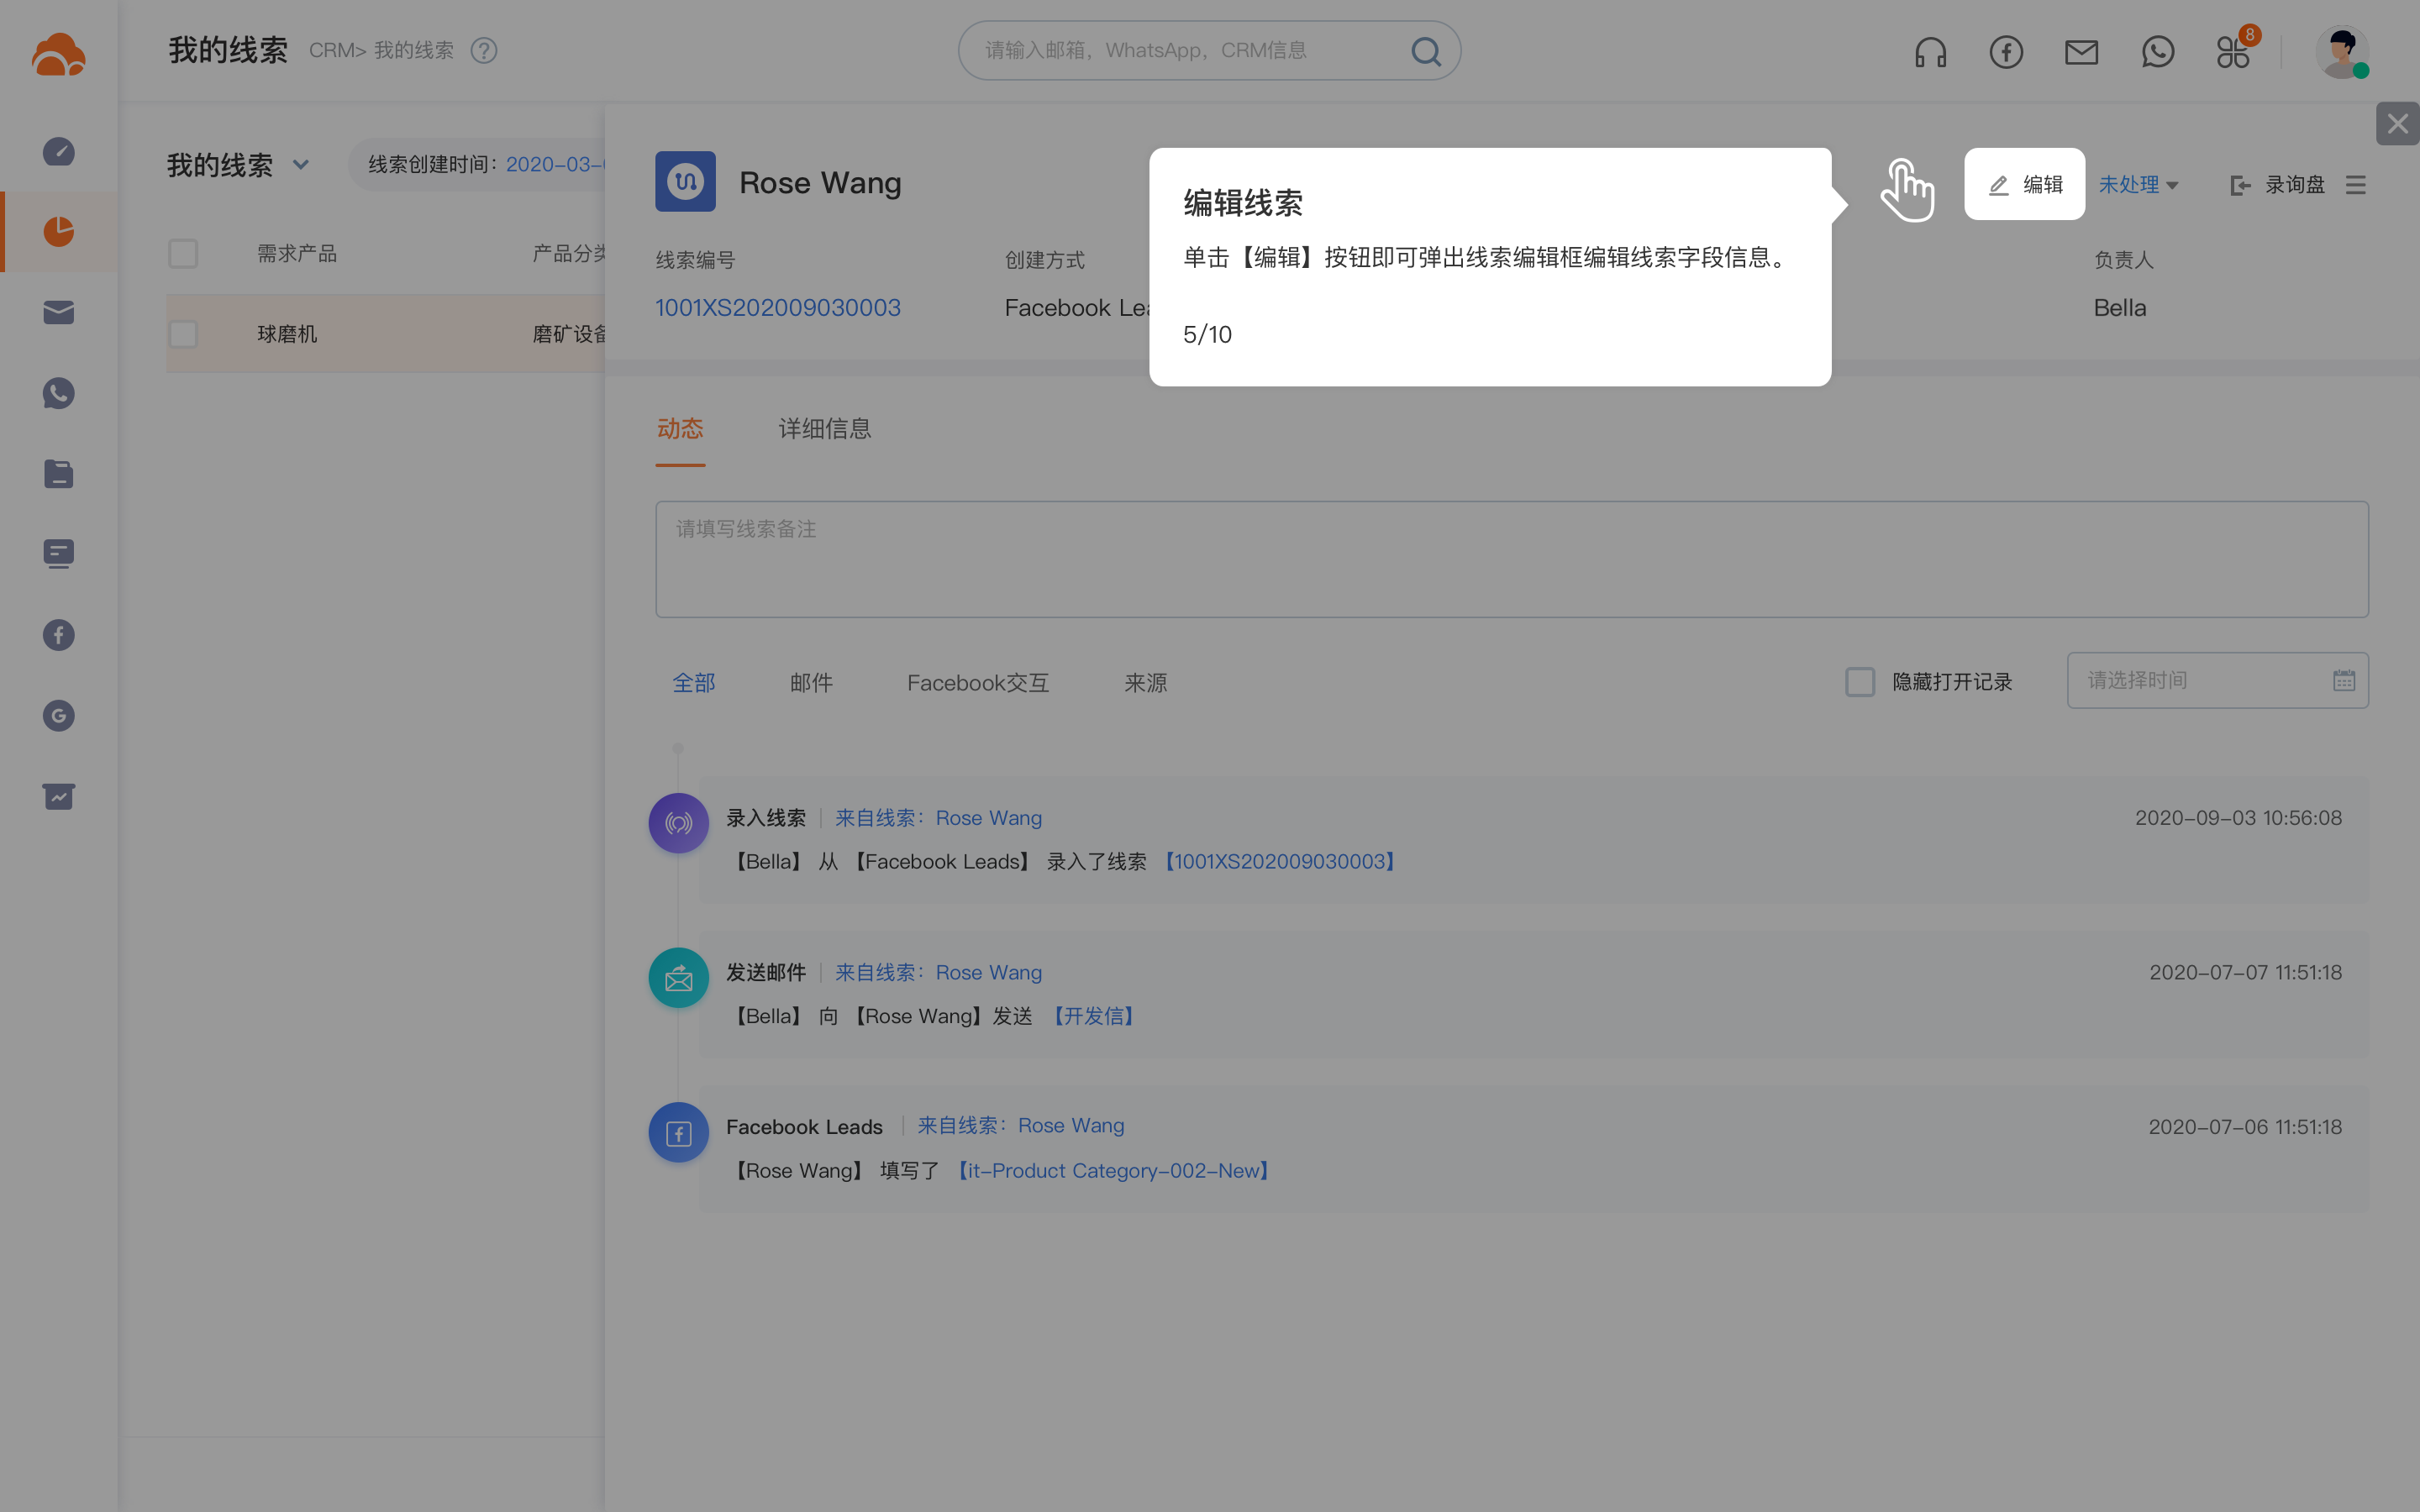 我的线索 CRM> 我的线索 ?
请输入邮箱，WhatsApp，CRM信息
8
我的线索
线索创建时间：2020-03-
需求产品 产品分类
球磨机 磨矿设备
Rose Wang
编辑 未处理 录询盘
线索编号 创建方式 负责人
1001XS202009030003 Facebook Lea Bella
编辑线索
单击【编辑】按钮即可弹出线索编辑框编辑线索字段信息。
5/10
动态 详细信息
请填写线索备注
全部 邮件 Facebook交互 来源 隐藏打开记录 请选择时间
录入线索 来自线索：Rose Wang 2020-09-03 10:56:08
【Bella】 从 【Facebook Leads】 录入了线索 【1001XS202009030003】
发送邮件 来自线索：Rose Wang 2020-07-07 11:51:18
【Bella】 向 【Rose Wang】发送 【开发信】
Facebook Leads 来自线索：Rose Wang 2020-07-06 11:51:18
【Rose Wang】 填写了 【it-Product Category-002-New】